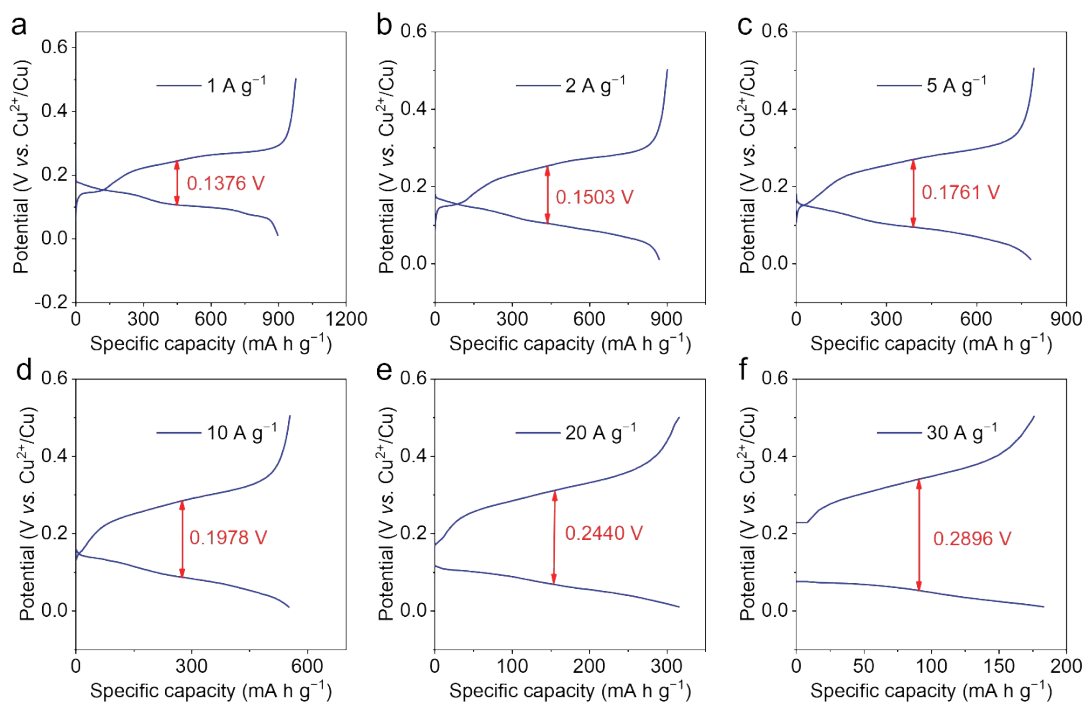 a
0.6
0.4
0.2
0.0
-0.2
Potential (V vs. Cu²⁺/Cu)
1 A g⁻¹
0.1376 V
0 300 600 900 1200
Specific capacity (mA h g⁻¹)
b
0.6
0.4
0.2
0.0
Potential (V vs. Cu²⁺/Cu)
2 A g⁻¹
0.1503 V
0 300 600 900
Specific capacity (mA h g⁻¹)
c
0.6
0.4
0.2
0.0
Potential (V vs. Cu²⁺/Cu)
5 A g⁻¹
0.1761 V
0 300 600 900
Specific capacity (mA h g⁻¹)
d
0.6
0.4
0.2
0.0
Potential (V vs. Cu²⁺/Cu)
10 A g⁻¹
0.1978 V
0 300 600
Specific capacity (mA h g⁻¹)
e
0.6
0.4
0.2
0.0
Potential (V vs. Cu²⁺/Cu)
20 A g⁻¹
0.2440 V
0 100 200 300
Specific capacity (mA h g⁻¹)
f
0.6
0.4
0.2
0.0
Potential (V vs. Cu²⁺/Cu)
30 A g⁻¹
0.2896 V
0 50 100 150 200
Specific capacity (mA h g⁻¹)